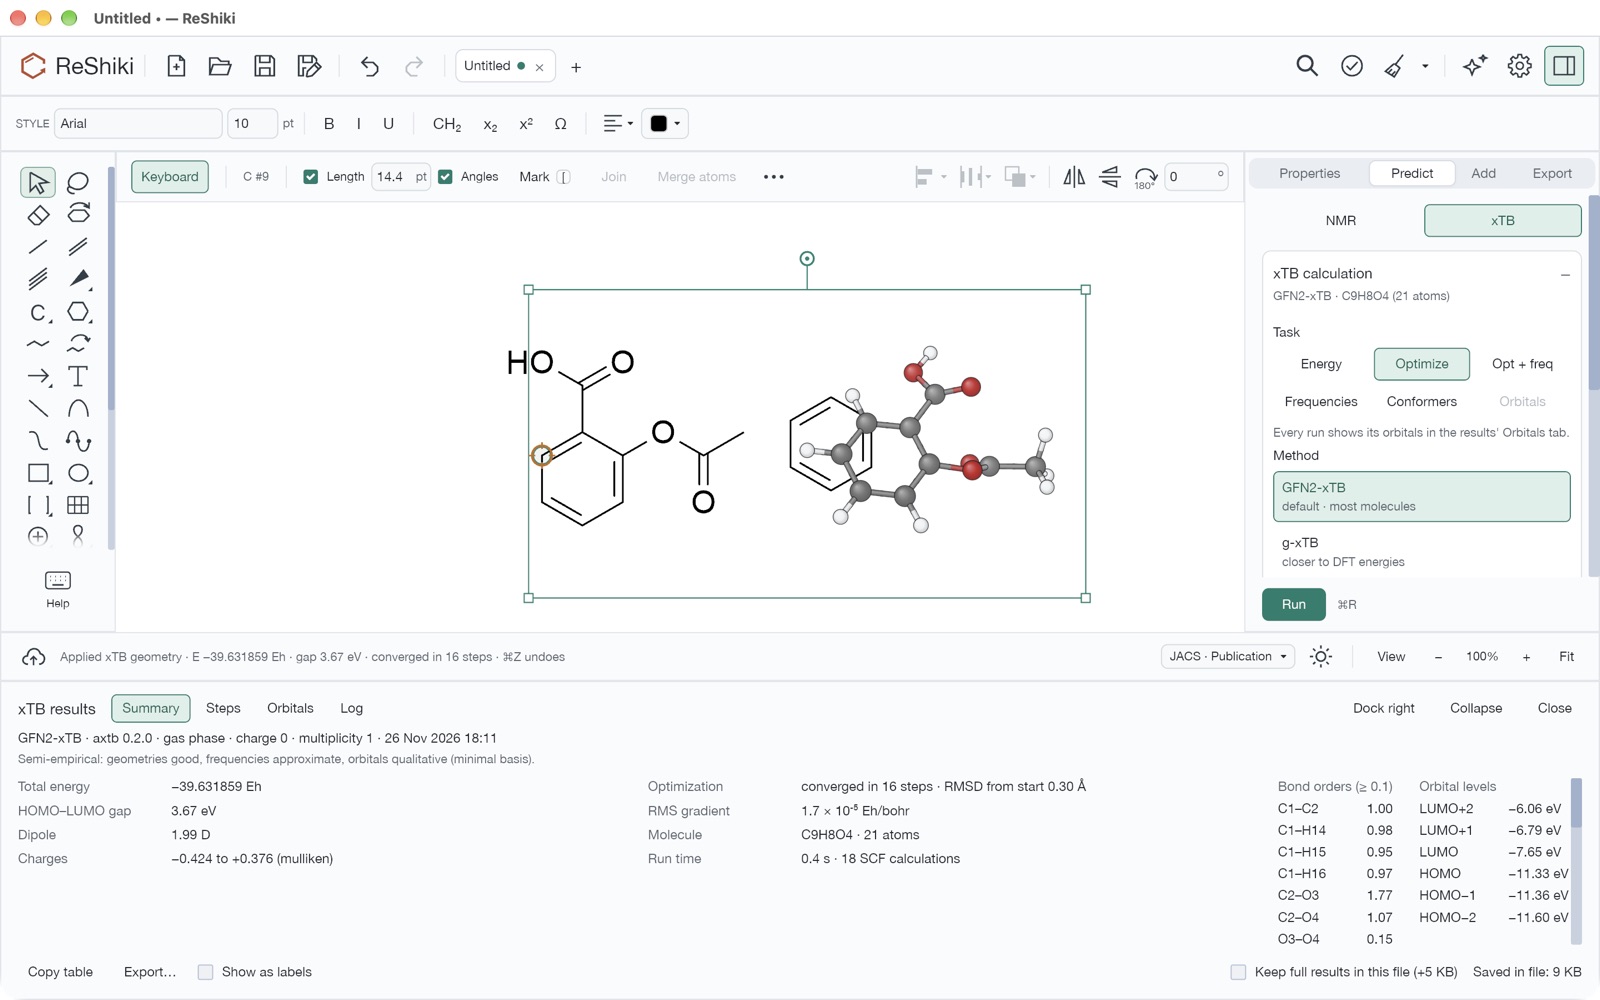 Untitled • — ReShiki
ReShiki
Untitled
STYLE Arial 10 pt B I U CH₂ x₂ x² Ω
Keyboard C #9 Length 14.4 pt Angles Mark [ Join Merge atoms 180° 0 °
Properties Predict Add Export
NMR xTB
xTB calculation
GFN2-xTB · C9H8O4 (21 atoms)
Task
Energy Optimize Opt + freq
Frequencies Conformers Orbitals
Every run shows its orbitals in the results' Orbitals tab.
Method
GFN2-xTB
default · most molecules
g-xTB
closer to DFT energies
Run ⌘R
C
T
Help
HO O
O
O
Applied xTB geometry · E −39.631859 Eh · gap 3.67 eV · converged in 16 steps · ⌘Z undoes
JACS · Publication View − 100% + Fit
xTB results Summary Steps Orbitals Log Dock right Collapse Close
GFN2-xTB · axtb 0.2.0 · gas phase · charge 0 · multiplicity 1 · 26 Nov 2026 18:11
Semi-empirical: geometries good, frequencies approximate, orbitals qualitative (minimal basis).
Total energy −39.631859 Eh
HOMO–LUMO gap 3.67 eV
Dipole 1.99 D
Charges −0.424 to +0.376 (mulliken)
Optimization converged in 16 steps · RMSD from start 0.30 Å
RMS gradient 1.7 × 10⁻⁵ Eh/bohr
Molecule C9H8O4 · 21 atoms
Run time 0.4 s · 18 SCF calculations
Bond orders (≥ 0.1)
C1–C2 1.00
C1–H14 0.98
C1–H15 0.95
C1–H16 0.97
C2–O3 1.77
C2–O4 1.07
O3–O4 0.15
Orbital levels
LUMO+2 −6.06 eV
LUMO+1 −6.79 eV
LUMO −7.65 eV
HOMO −11.33 eV
HOMO−1 −11.36 eV
HOMO−2 −11.60 eV
Copy table Export... Show as labels
Keep full results in this file (+5 KB) Saved in file: 9 KB